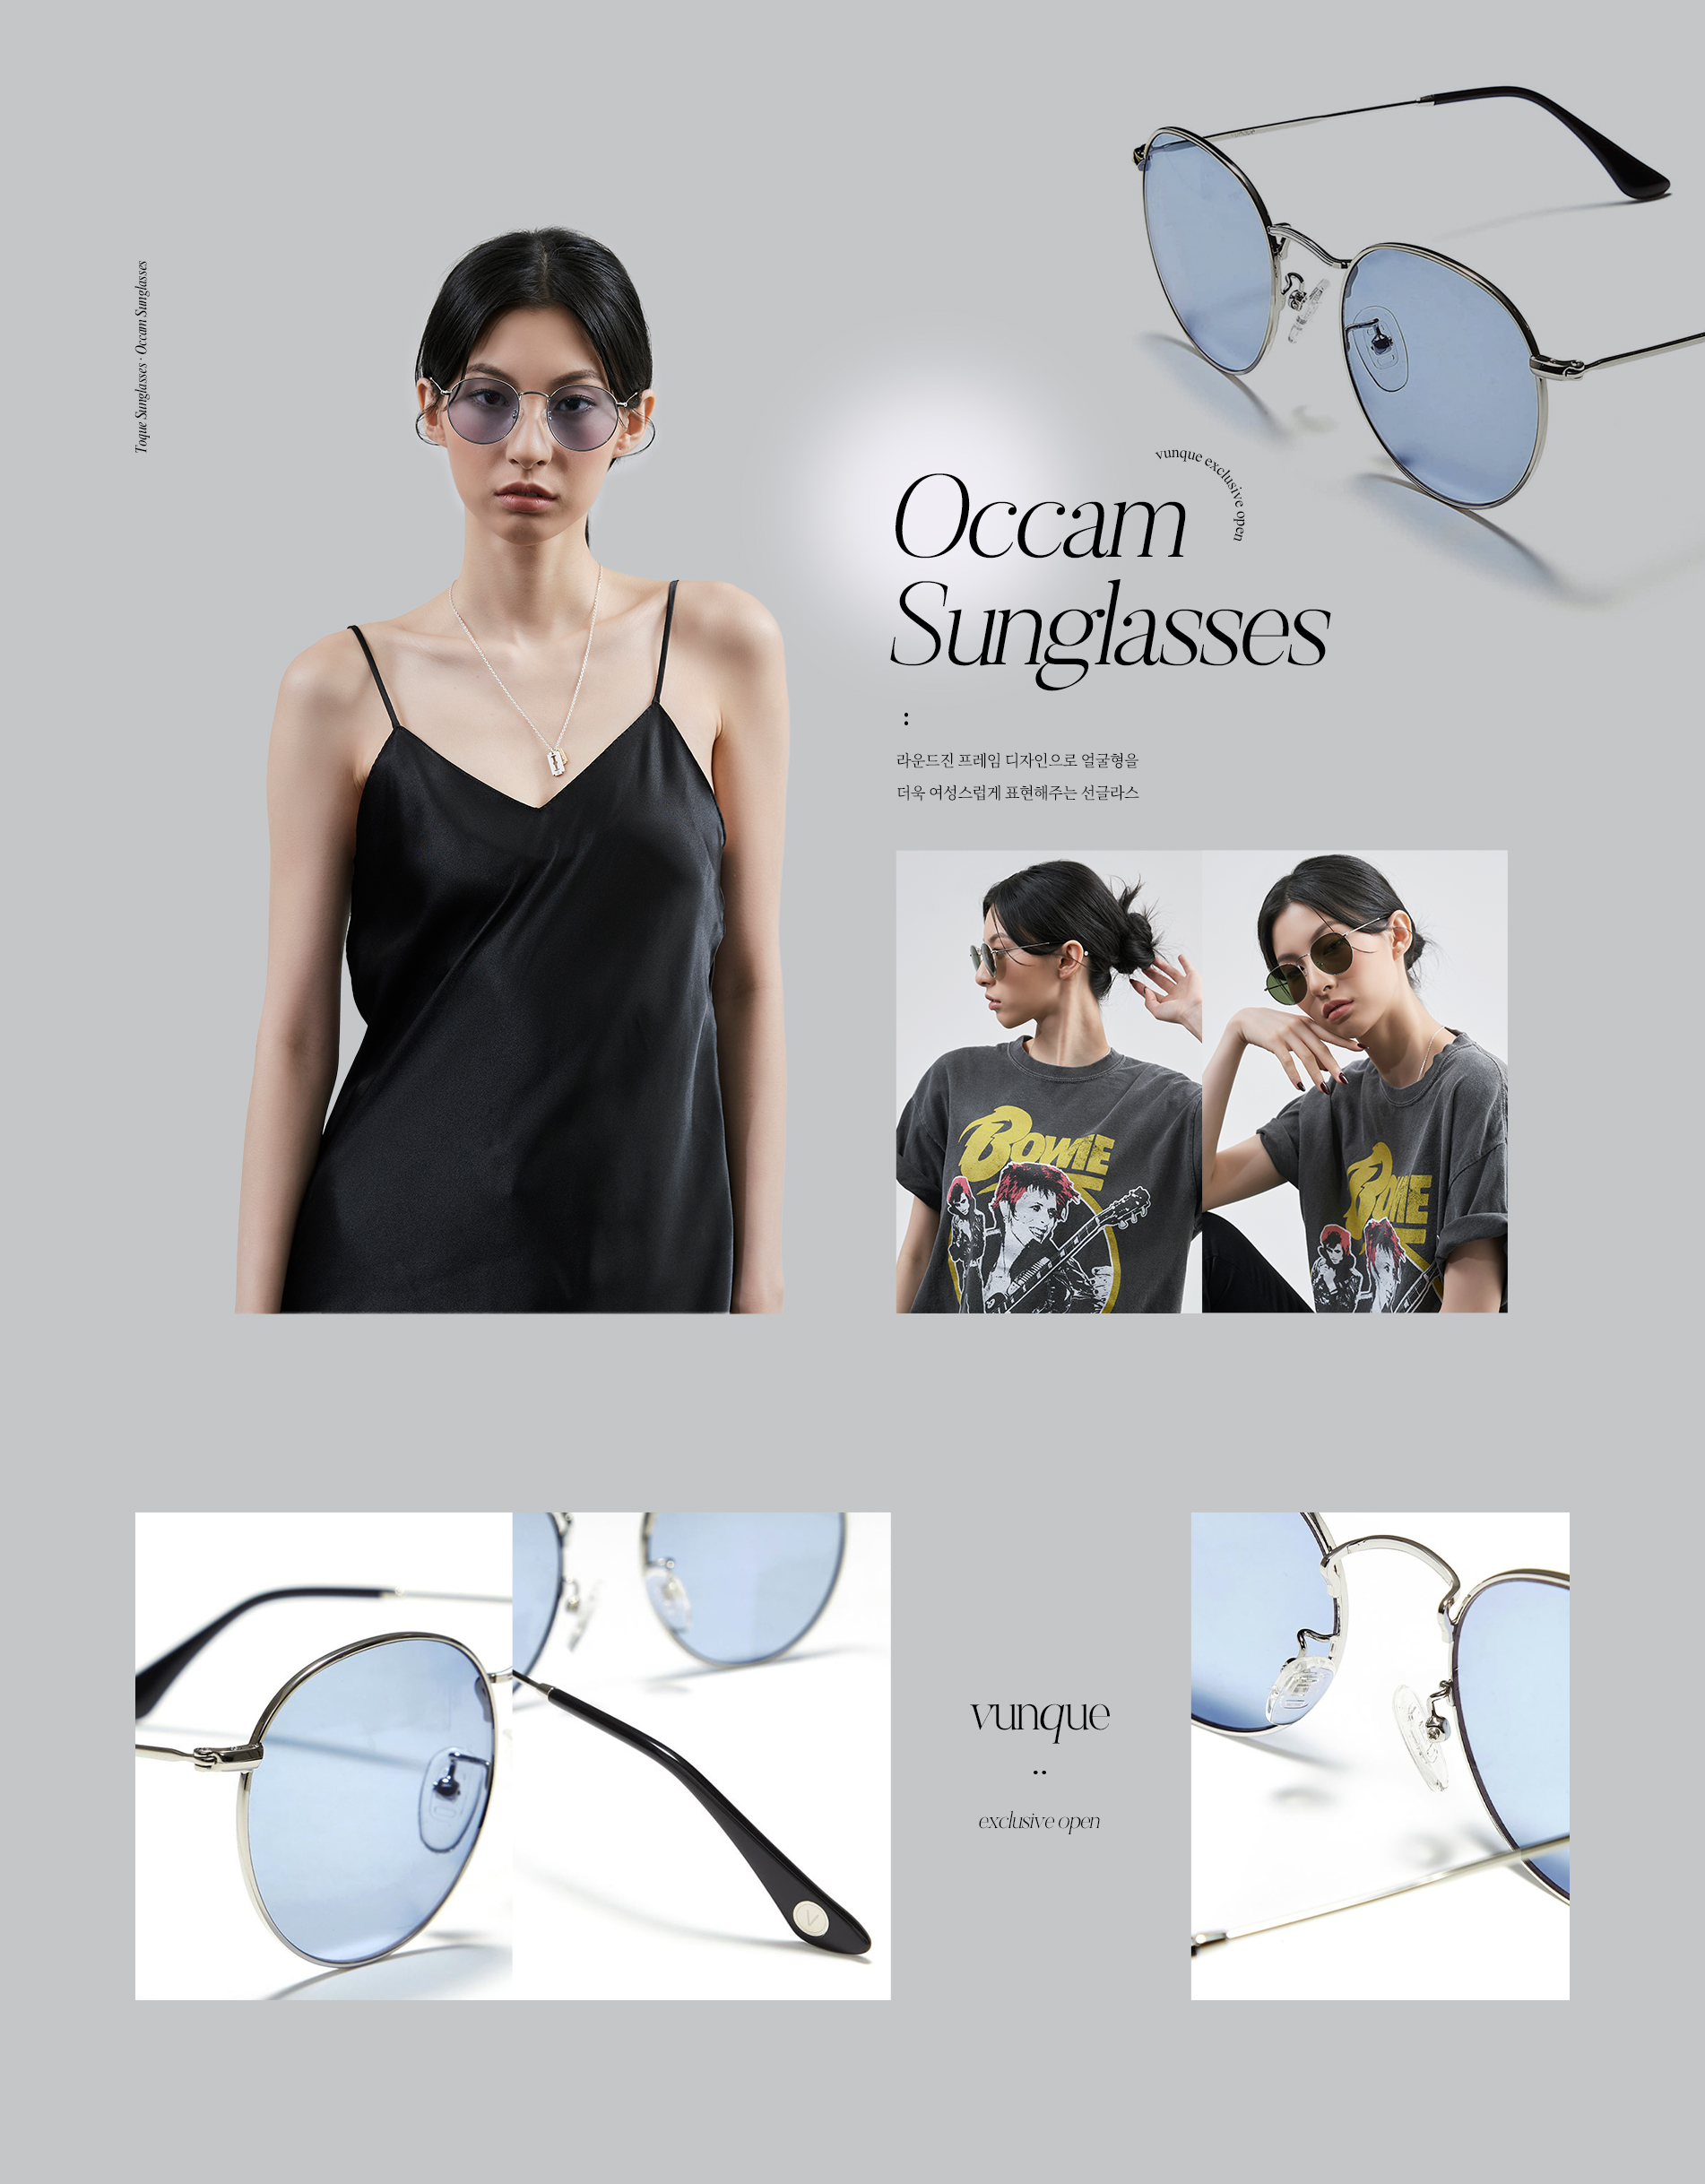 Toque Sunglasses · Occam Sunglasses
vunque exclusive open
Occam
Sunglasses
:
라운드진 프레임 디자인으로 얼굴형을
더욱 여성스럽게 표현해주는 선글라스
BOWIE
BOWIE
V
vunque
..
exclusive open